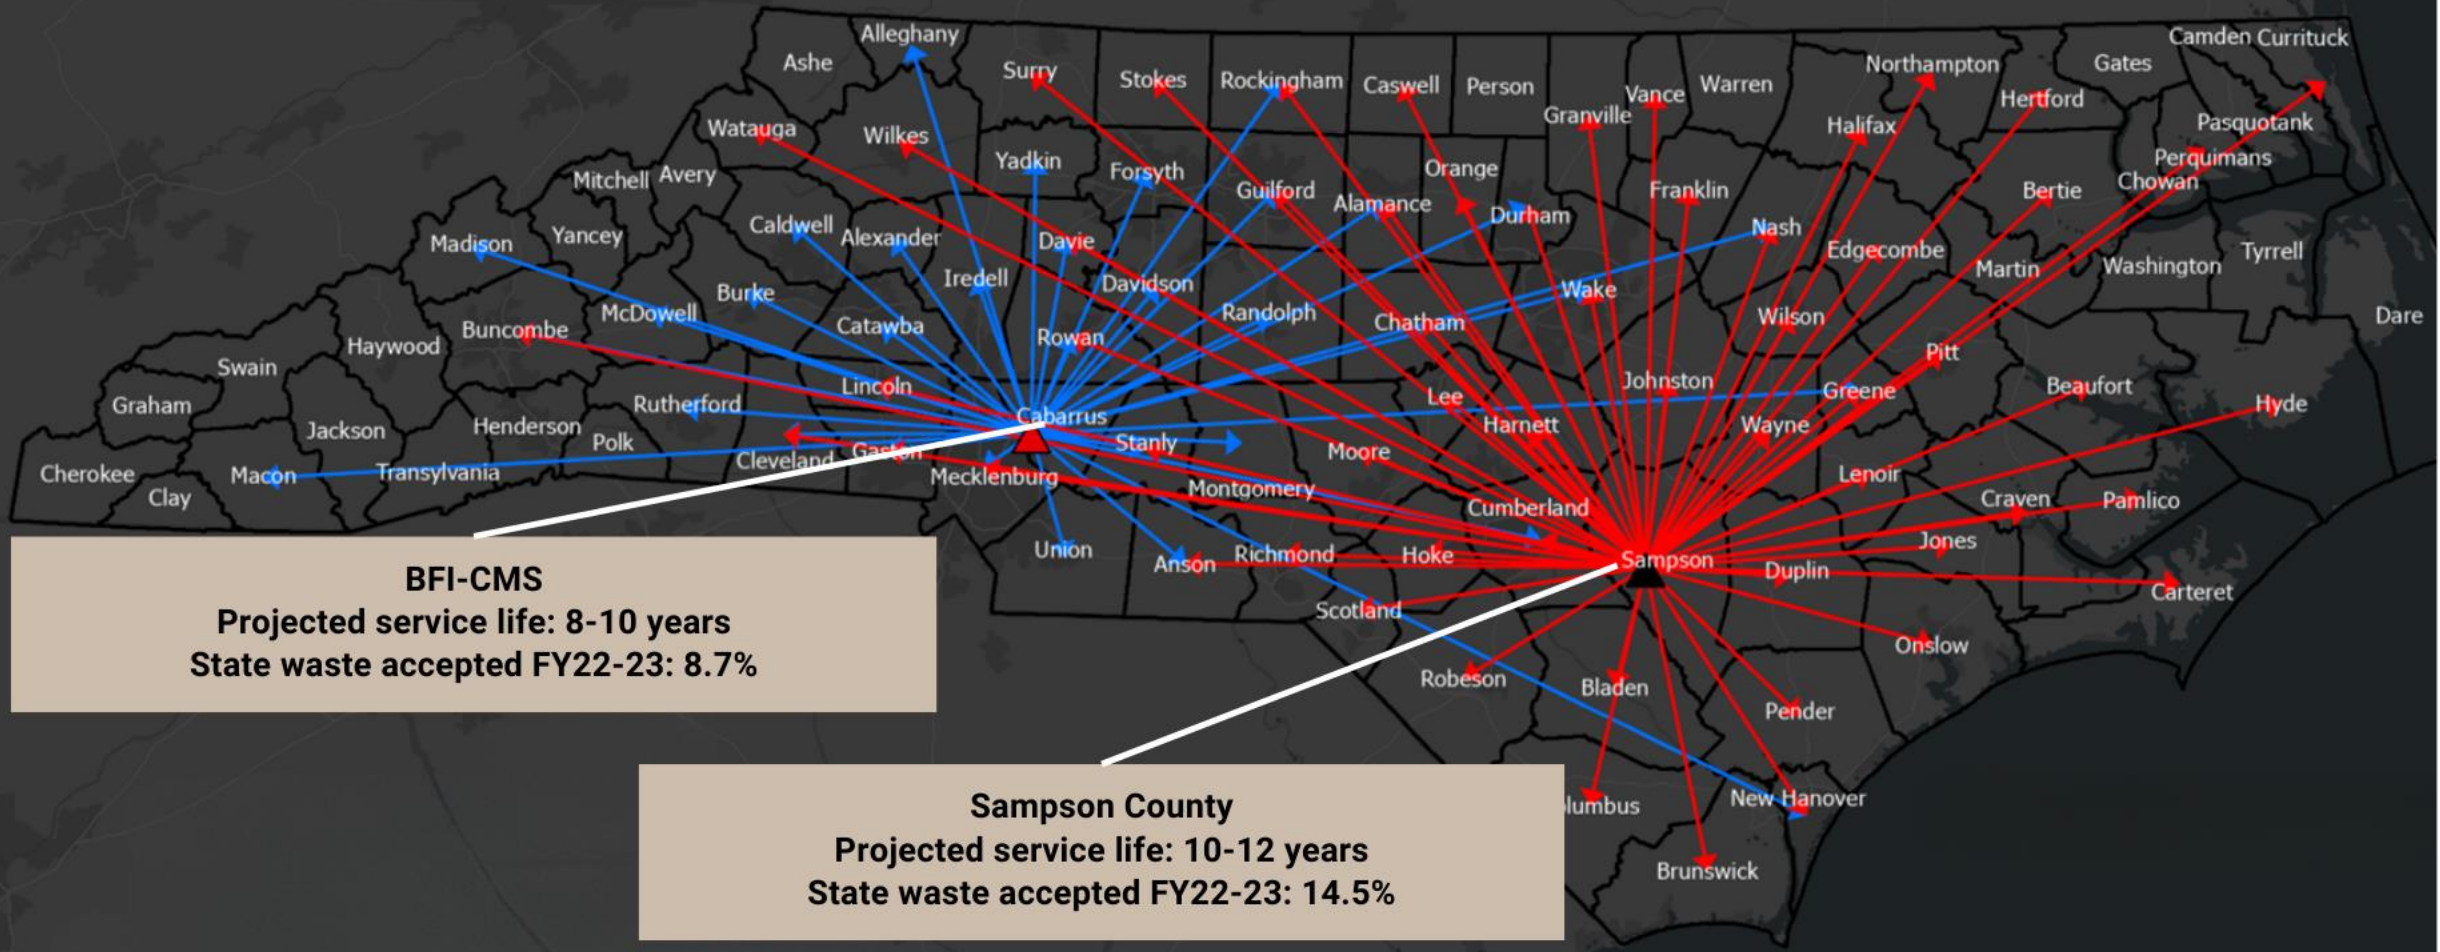 Alleghany
Camden Currituck
Ashe
Surry
Stokes
Rockingham
Caswell
Person
Granville
Vance
Warren
Northampton
Gates
Hertford
Watauga
Wilkes
Halifax
Pasquotank
Yadkin
Forsyth
Orange
Perquimans
Mitchell
Avery
Guilford
Alamance
Franklin
Bertie
Chowan
Caldwell
Durham
Madison
Yancey
Alexander
Davie
Nash
Edgecombe
Tyrrell
Iredell
Davidson
Martin
Washington
Burke
Wake
McDowell
Catawba
Randolph
Chatham
Wilson
Dare
Buncombe
Haywood
Rowan
Pitt
Swain
Lincoln
Johnston
Beaufort
Graham
Rutherford
Lee
Greene
Hyde
Cabarrus
Henderson
Jackson
Polk
Stanly
Harnett
Wayne
Cherokee
Macon
Transylvania
Cleveland
Gaston
Moore
Mecklenburg
Lenoir
Clay
Montgomery
Cumberland
Craven
Pamlico
Union
Anson
Richmond
Hoke
Sampson
Duplin
Jones
Carteret
Scotland
Onslow
Robeson
Bladen
Pender
lumbus
New Hanover
Brunswick
BFI-CMS
Projected service life: 8-10 years
State waste accepted FY22-23: 8.7%
Sampson County
Projected service life: 10-12 years
State waste accepted FY22-23: 14.5%